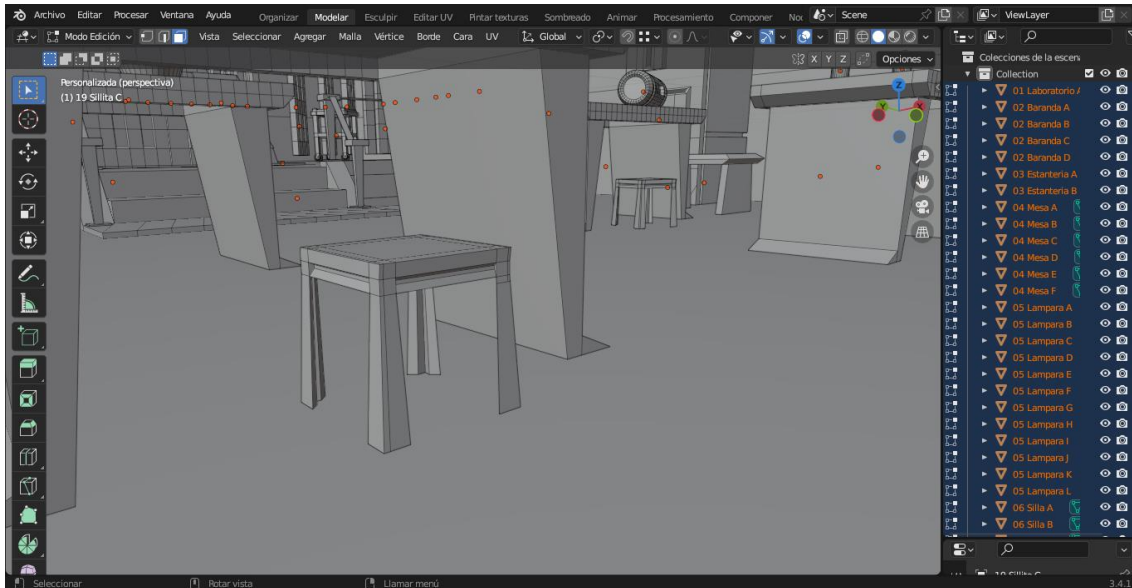 Archivo Editar Procesar Ventana Ayuda Organizar Modelar Esculpir Editar UV Pintar texturas Sombreado Animar Procesamiento Componer Scene ViewLayer
Modo Edición Vista Seleccionar Agregar Malla Vértice Borde Cara UV Global
X Y Z Opciones
Personalizada (perspectiva)
(1) 19 Sillita C
Z
Y
X
Colecciones de la escen
Collection
01 Laboratorio
02 Baranda A
02 Baranda B
02 Baranda C
02 Baranda D
03 Estanteria A
03 Estanteria B
04 Mesa A
04 Mesa B
04 Mesa C
04 Mesa D
04 Mesa E
04 Mesa F
05 Lampara A
05 Lampara B
05 Lampara C
05 Lampara D
05 Lampara E
05 Lampara F
05 Lampara G
05 Lampara H
05 Lampara I
05 Lampara J
05 Lampara K
05 Lampara L
06 Silla A
06 Silla B
19 Sillita C
Seleccionar Rotar vista Llamar menú 3.4.1